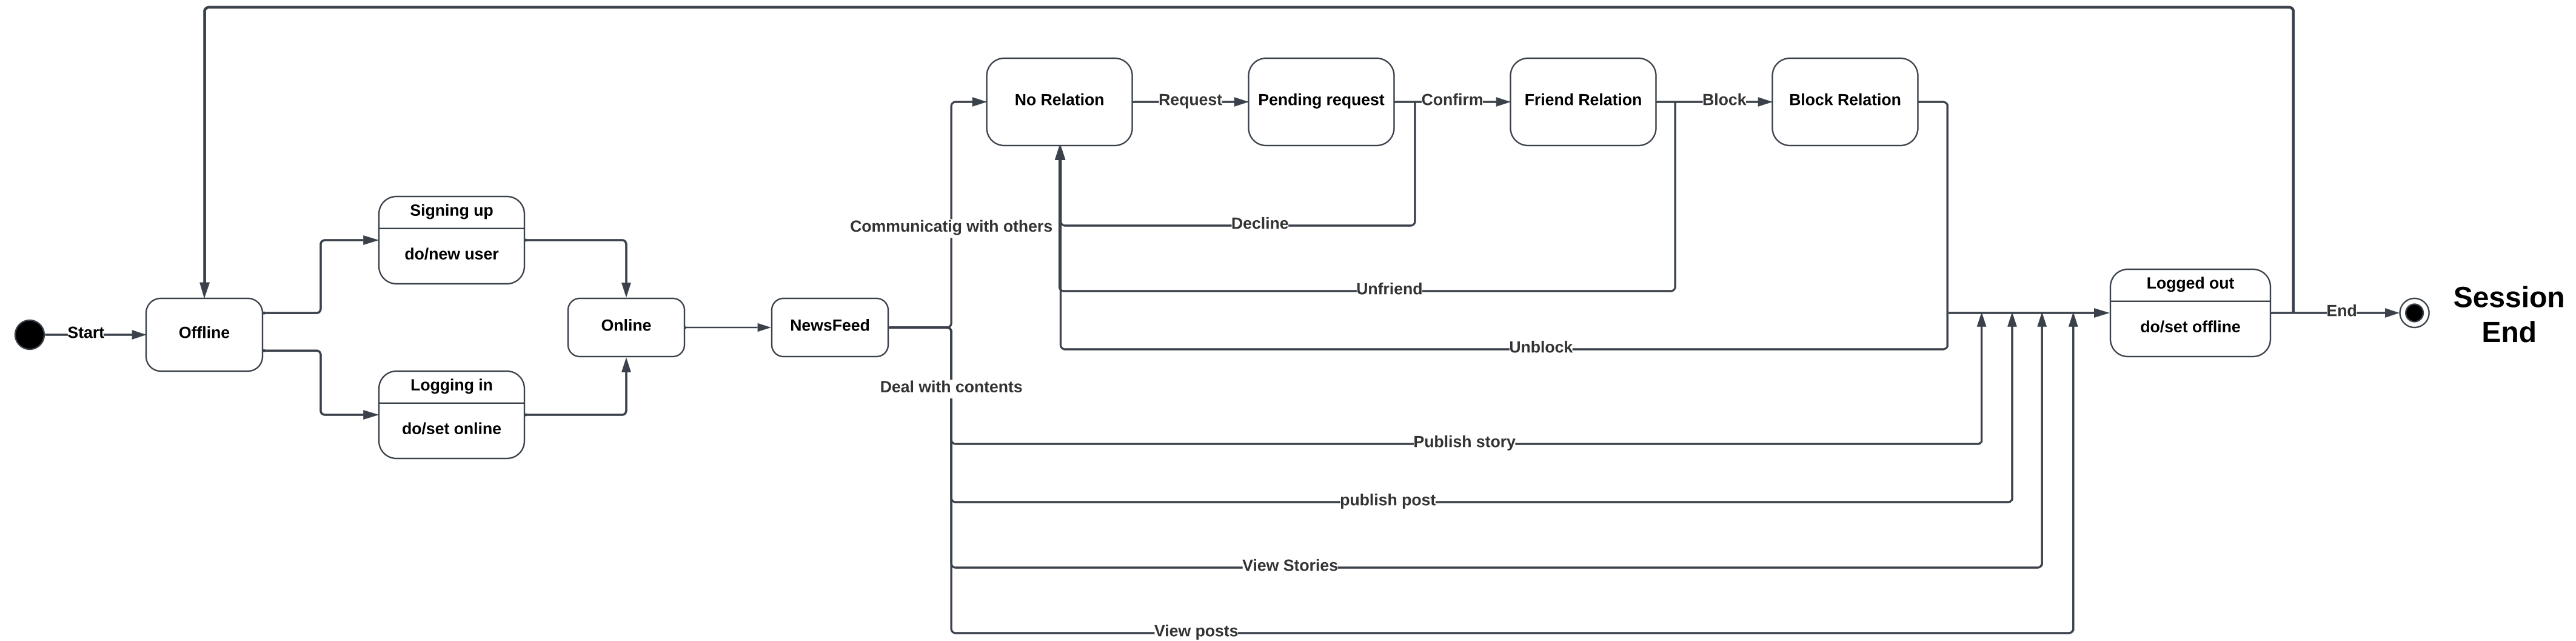 No Relation
Request
Pending request
Confirm
Friend Relation
Block
Block Relation
Signing up
do/new user
Communicatig with others
Decline
Unfriend
Unblock
Start
Offline
Online
NewsFeed
Logged out
do/set offline
End
Session
End
Logging in
do/set online
Deal with contents
Publish story
publish post
View Stories
View posts